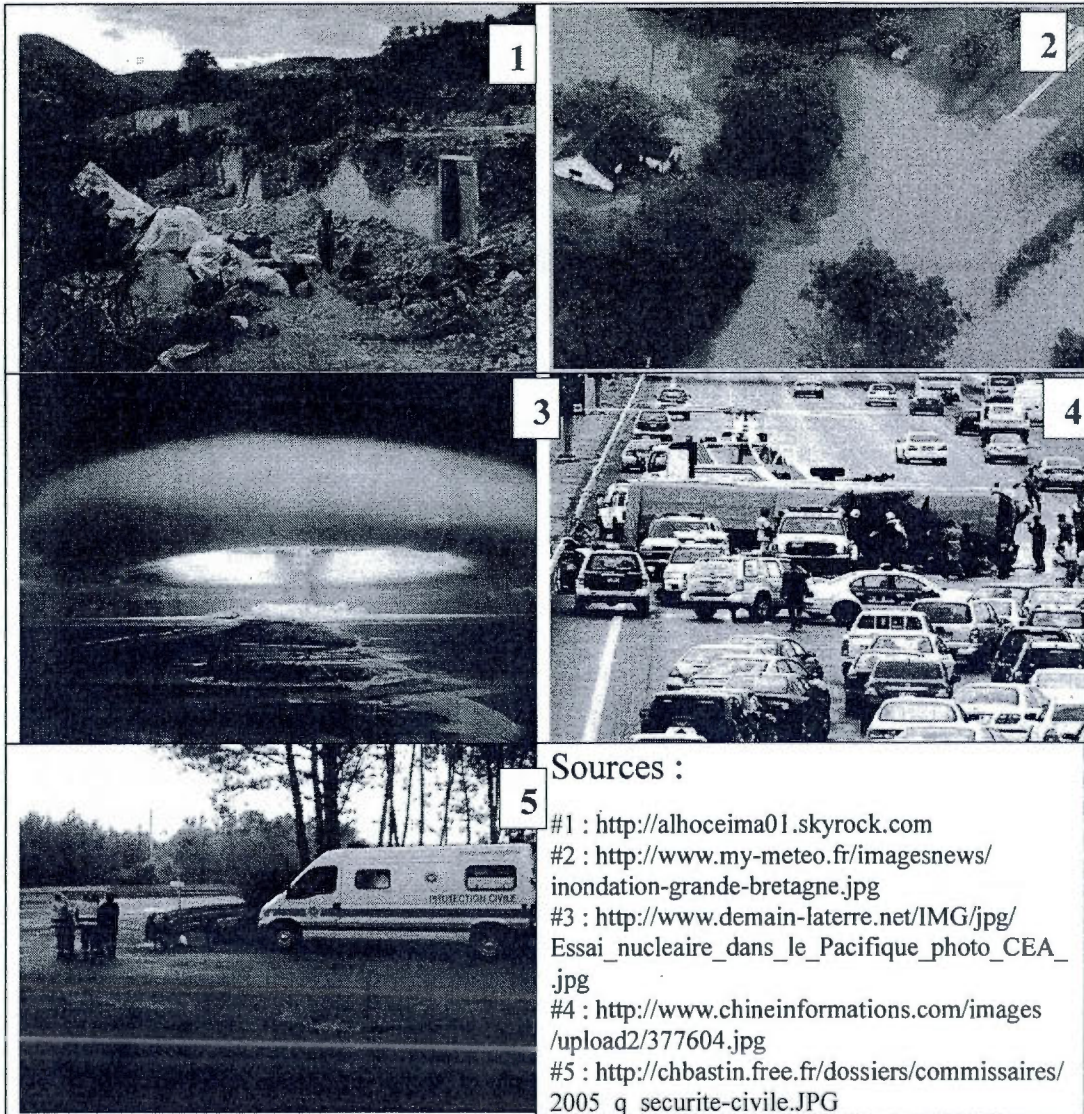 1
2
3
4
PROTECTION CIVILE
5
Sources :
#1 : http://alhoceima01.skyrock.com
#2 : http://www.my-meteo.fr/imagesnews/
inondation-grande-bretagne.jpg
#3 : http://www.demain-laterre.net/IMG/jpg/
Essai_nucleaire_dans_le_Pacifique_photo_CEA_
.jpg
#4 : http://www.chineinformations.com/images
/upload2/377604.jpg
#5 : http://chbastin.free.fr/dossiers/commissaires/
2005_q_securite-civile.JPG